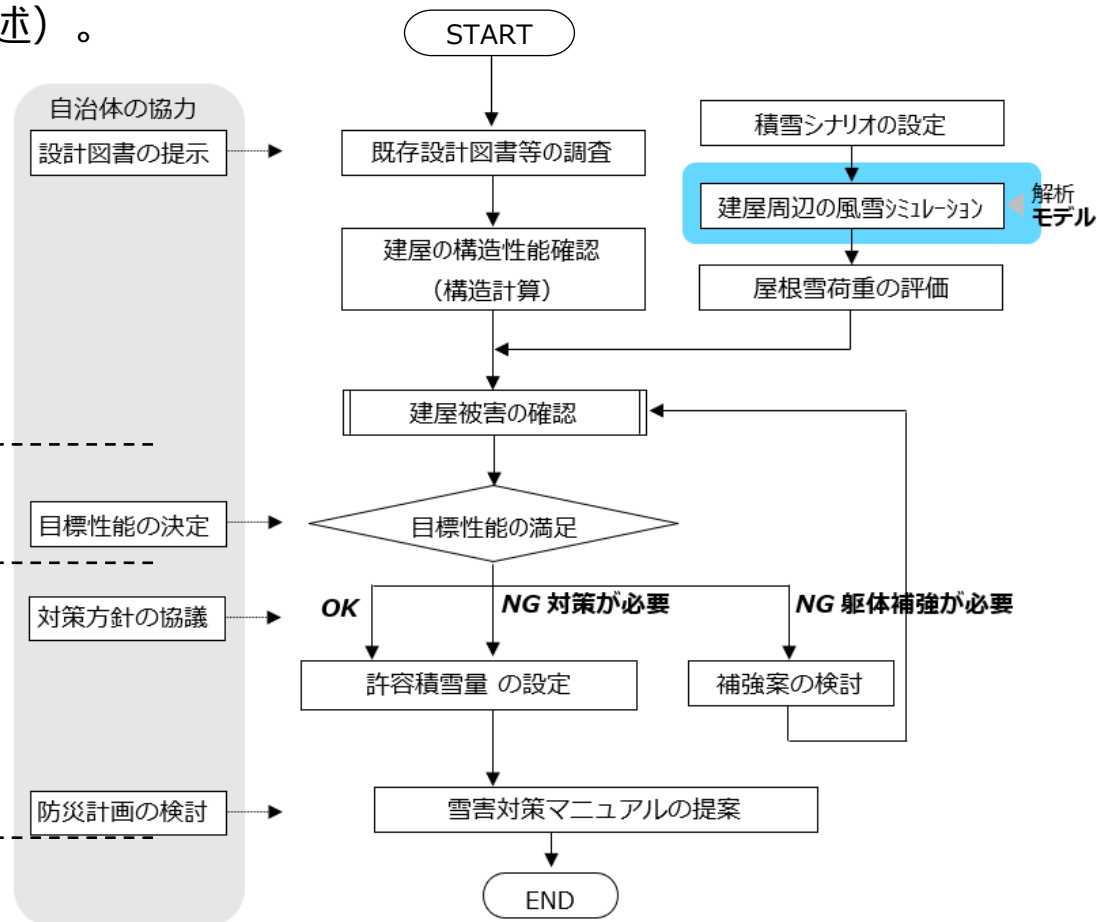 述）。
START
自治体の協力
設計図書の提示
既存設計図書等の調査
積雪シナリオの設定
建屋周辺の風雪ｼﾐｭﾚｰｼｮﾝ
解析
モデル
建屋の構造性能確認
（構造計算）
屋根雪荷重の評価
建屋被害の確認
目標性能の決定
目標性能の満足
対策方針の協議
OK
NG 対策が必要
NG 躯体補強が必要
許容積雪量 の設定
補強案の検討
防災計画の検討
雪害対策マニュアルの提案
END